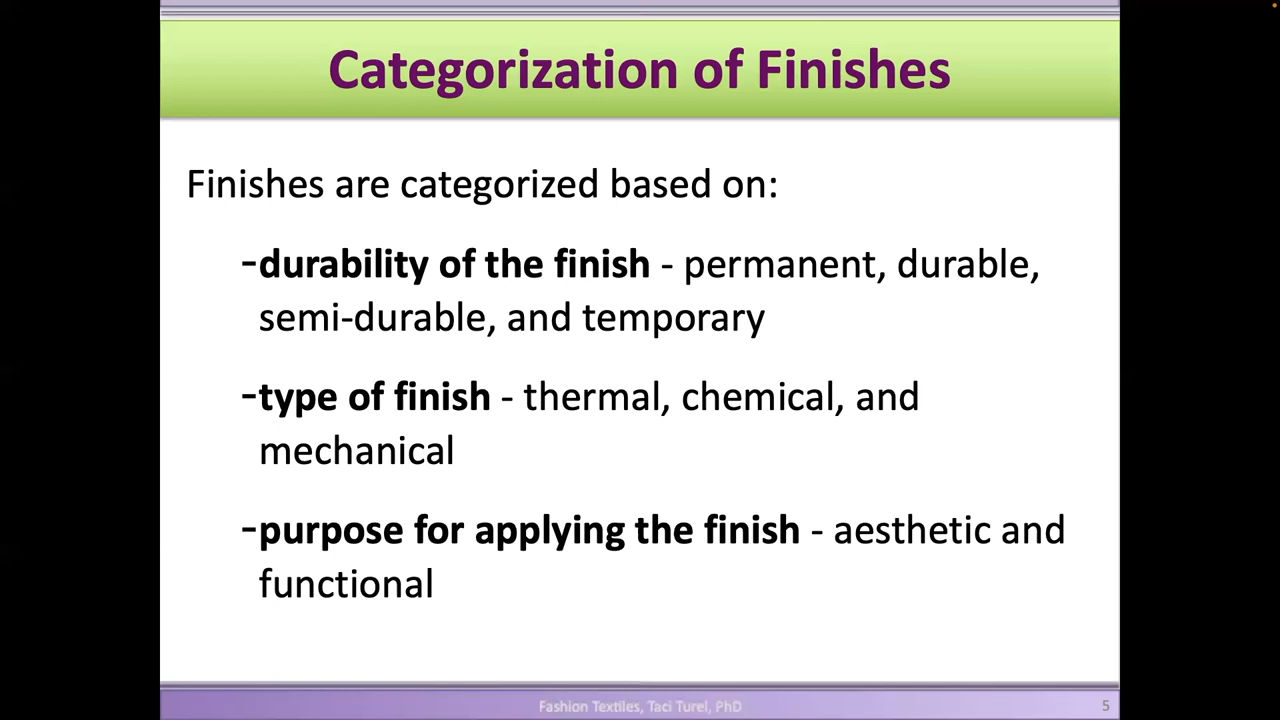 Categorization of Finishes
Finishes are categorized based on:
-durability of the finish - permanent, durable,
semi-durable, and temporary
-type of finish - thermal, chemical, and
mechanical
-purpose for applying the finish - aesthetic and
functional
Fashion Textiles, Taci Turel, PhD
5